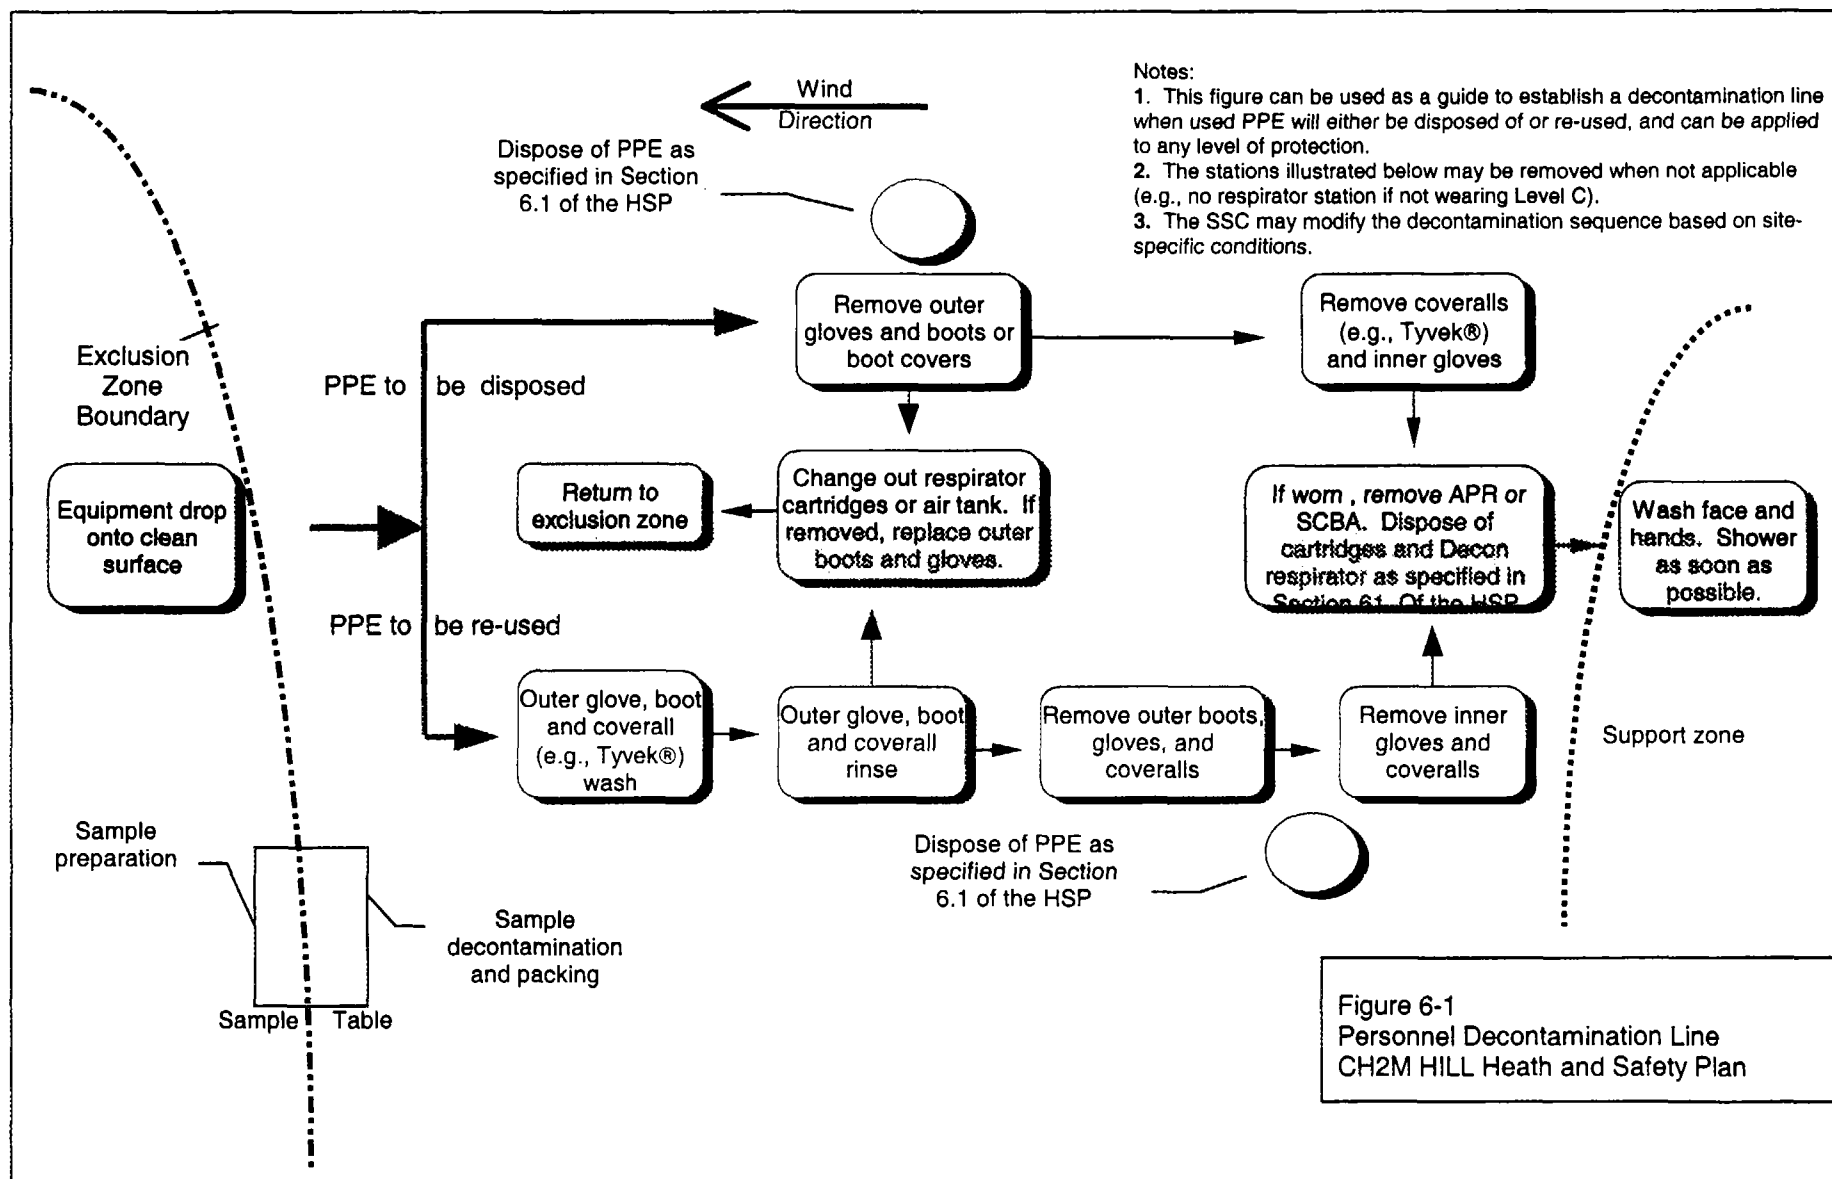 Wind
Direction
Notes:
1. This figure can be used as a guide to establish a decontamination line
when used PPE will either be disposed of or re-used, and can be applied
to any level of protection.
2. The stations illustrated below may be removed when not applicable
(e.g., no respirator station if not wearing Level C).
3. The SSC may modify the decontamination sequence based on site-
specific conditions.
Dispose of PPE as
specified in Section
6.1 of the HSP
Exclusion
Zone
Boundary
PPE to be disposed
Remove outer
gloves and boots or
boot covers
Remove coveralls
(e.g., Tyvek®)
and inner gloves
Equipment drop
onto clean
surface
Return to
exclusion zone
Change out respirator
cartridges or air tank. If
removed, replace outer
boots and gloves.
If worn , remove APR or
SCBA. Dispose of
cartridges and Decon
respirator as specified in
Section 61. Of the HSP
Wash face and
hands. Shower
as soon as
possible.
PPE to be re-used
Outer glove, boot
and coverall
(e.g., Tyvek®)
wash
Outer glove, boot
and coverall
rinse
Remove outer boots,
gloves, and
coveralls
Remove inner
gloves and
coveralls
Support zone
Sample
preparation
Sample
decontamination
and packing
Sample Table
Dispose of PPE as
specified in Section
6.1 of the HSP
Figure 6-1
Personnel Decontamination Line
CH2M HILL Heath and Safety Plan